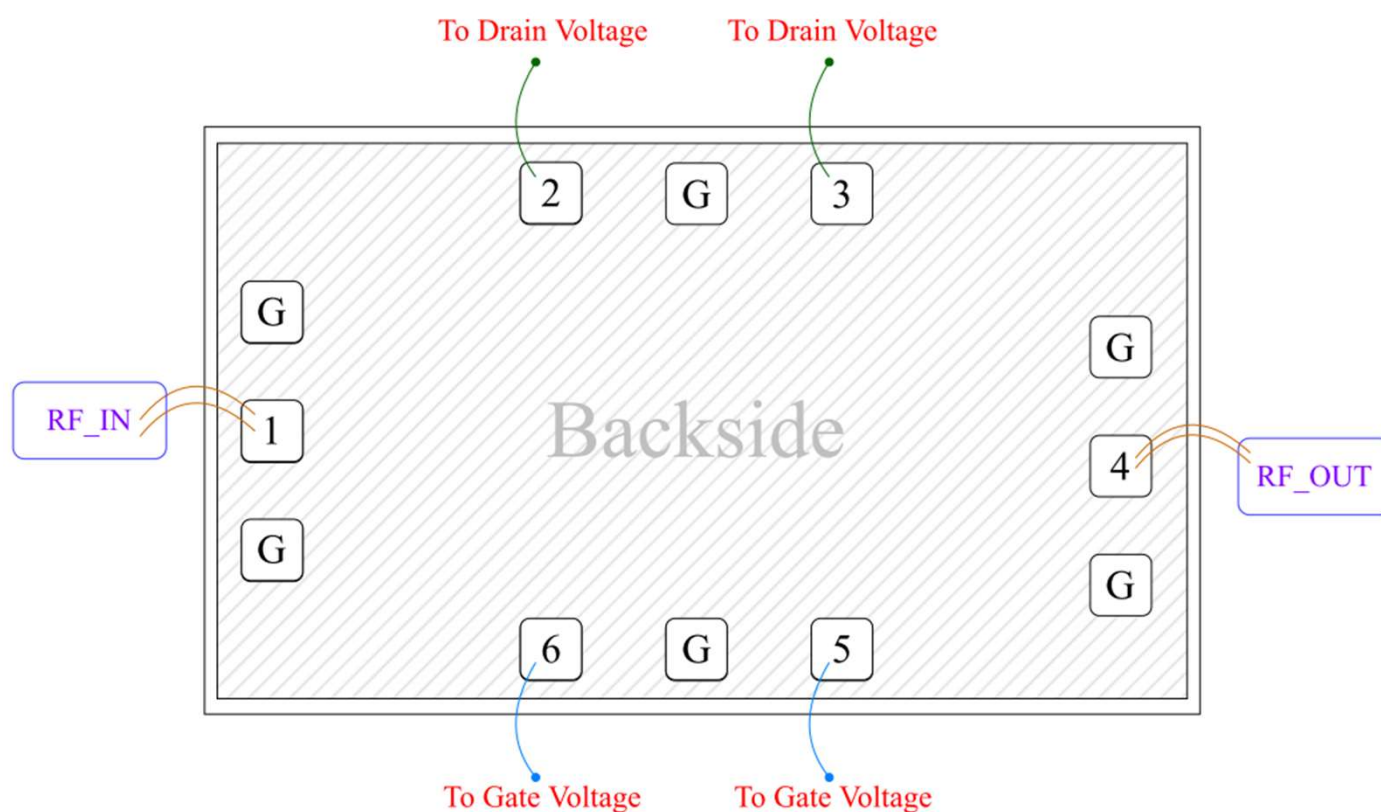 To Drain Voltage To Drain Voltage
2 G 3
G
G
RF_IN
1
Backside
4
RF_OUT
G
G
6 G 5
To Gate Voltage To Gate Voltage